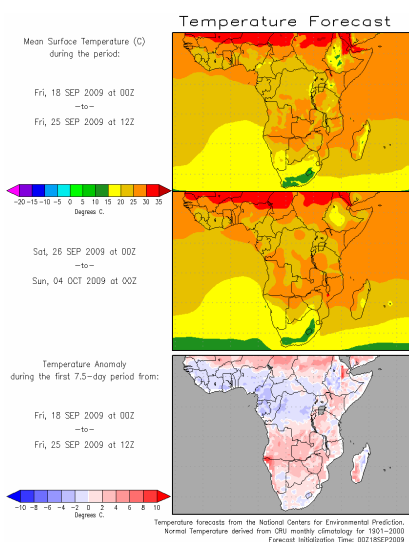 Temperature Forecast
Mean Surface Temperature (C)
during the period:
Fri, 18 SEP 2009 at 00Z
-to-
Fri, 25 SEP 2009 at 12Z
-20 -15 -10 -5 0 5 10 15 20 25 30 35
Degrees C.
Sat, 26 SEP 2009 at 00Z
-to-
Sun, 04 OCT 2009 at 00Z
Temperature Anomaly
during the first 7.5-day period from:
Fri, 18 SEP 2009 at 00Z
-to-
Fri, 25 SEP 2009 at 12Z
-10 -8 -6 -4 -2 0 2 4 6 8 10
Degrees C.
Temperature forecasts from the National Centers for Environmental Prediction.
Normal Temperature derived from CRU monthly climatology for 1901-2000
Forecast Initialization Time: 00Z18SEP2009